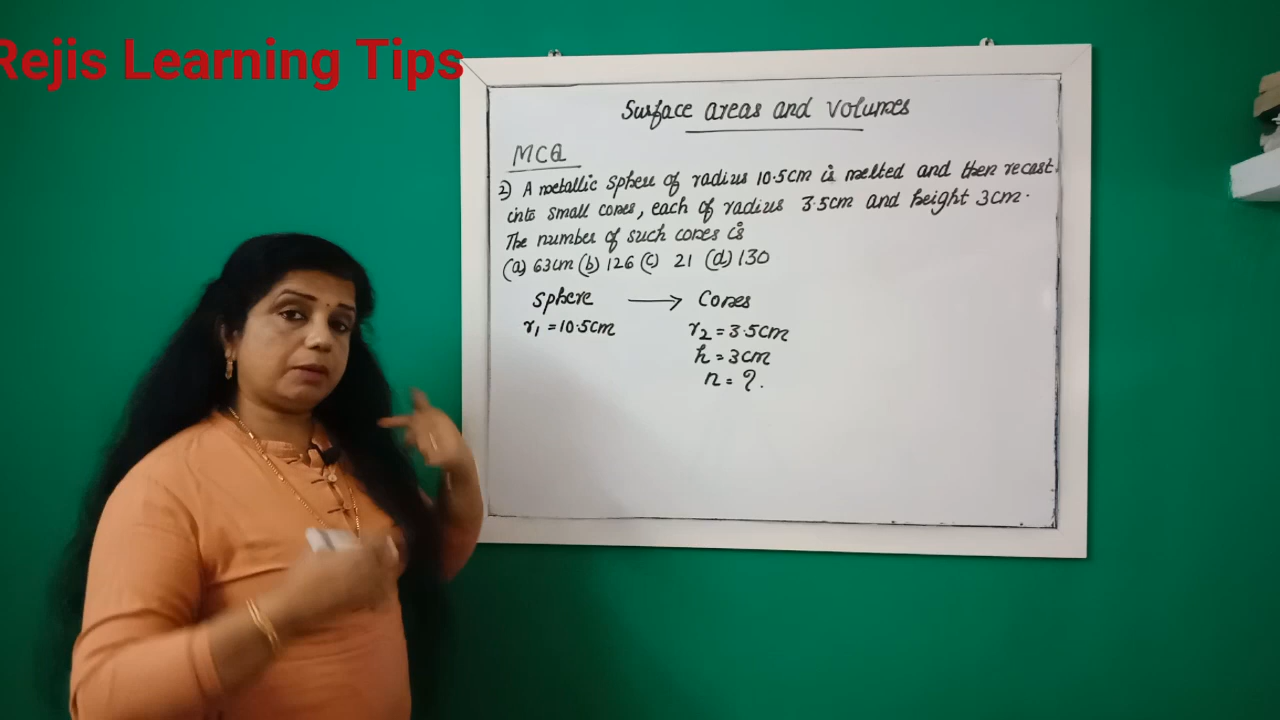 Rejis Learning Tips
Surface areas and volumes
MCQ
2) A metallic sphere of radius 10.5cm is melted and then recast
into small cones, each of radius 3.5cm and height 3cm.
The number of such cones is
(a) 63cm (b) 126 (c) 21 (d) 130
Sphere ⟶ Cones
r₁ = 10.5cm r₂ = 3.5cm
h = 3cm
n = ?.